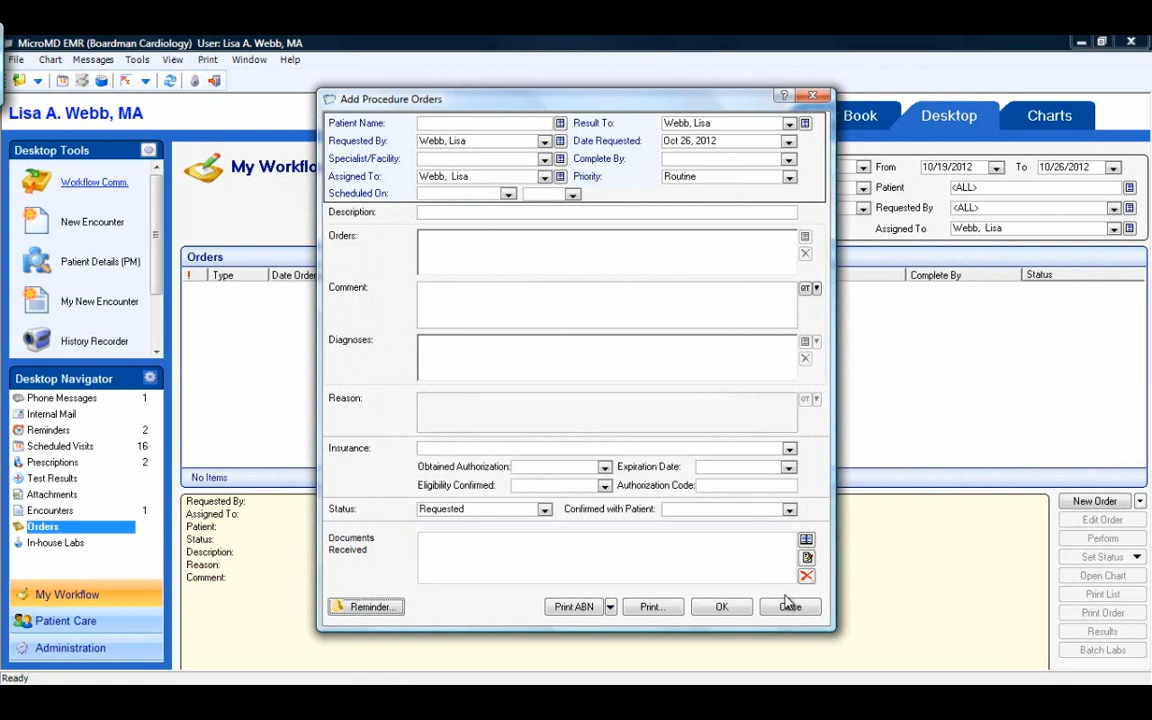 MicroMD EMR (Boardman Cardiology) User: Lisa A. Webb, MA
File Chart Messages Tools View Order Print Window Help
Lisa A. Webb, MA
Book Desktop Charts
Desktop Tools
Workflow Comm.
New Encounter
Patient Details (PM)
My New Encounter
History Recorder
Desktop Navigator
Phone Messages 1
Internal Mail
Reminders 2
Scheduled Visits 16
Prescriptions 2
Test Results
Attachments
Encounters 1
Orders
In-house Labs
My Workflow
Patient Care
Administration
Ready
My Workflo
From 10/19/2012 To 10/26/2012
Patient <ALL>
Requested By <ALL>
Assigned To Webb, Lisa
Orders
! Type Date Order
Complete By Status
No Items
Requested By:
Assigned To:
Patient:
Status:
Description:
Reason:
Comment:
New Order
Edit Order
Perform
Set Status
Open Chart
Print List
Print Order
Results
Batch Labs
Add Procedure Orders
Patient Name: Result To: Webb, Lisa
Requested By: Webb, Lisa Date Requested: Oct 26, 2012
Specialist/Facility: Complete By:
Assigned To: Webb, Lisa Priority: Routine
Scheduled On:
Description:
Orders:
Comment:
QT
Diagnoses:
Reason:
QT
Insurance:
Obtained Authorization: Expiration Date:
Eligibility Confirmed: Authorization Code:
Status: Requested Confirmed with Patient:
Documents
Received
Reminder... Print ABN Print... OK Close